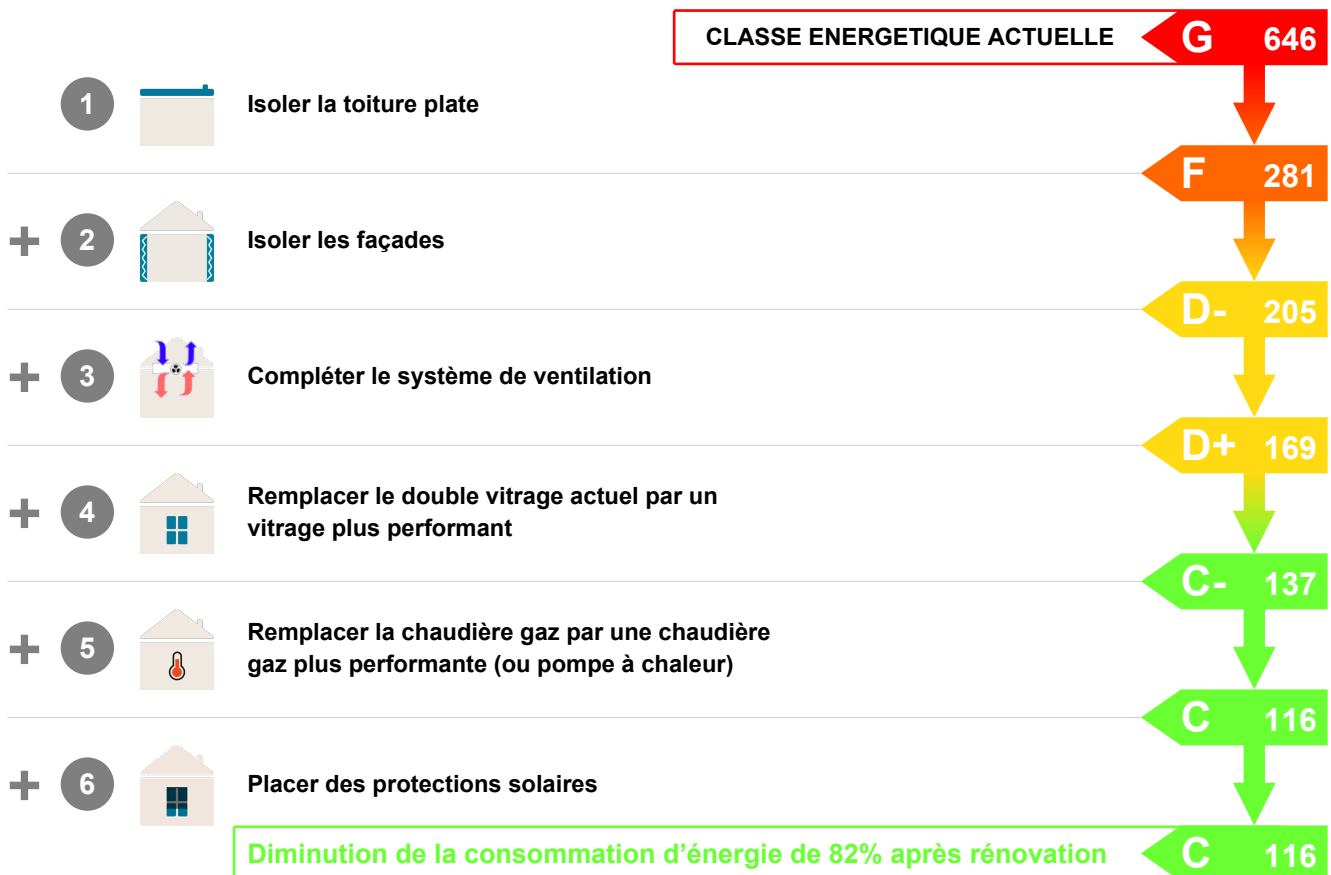 CLASSE ENERGETIQUE ACTUELLE G 646
1 Isoler la toiture plate
F 281
+ 2 Isoler les façades
D- 205
+ 3 Compléter le système de ventilation
D+ 169
+ 4 Remplacer le double vitrage actuel par un
vitrage plus performant
C- 137
+ 5 Remplacer la chaudière gaz par une chaudière
gaz plus performante (ou pompe à chaleur)
C 116
+ 6 Placer des protections solaires
Diminution de la consommation d’énergie de 82% après rénovation C 116